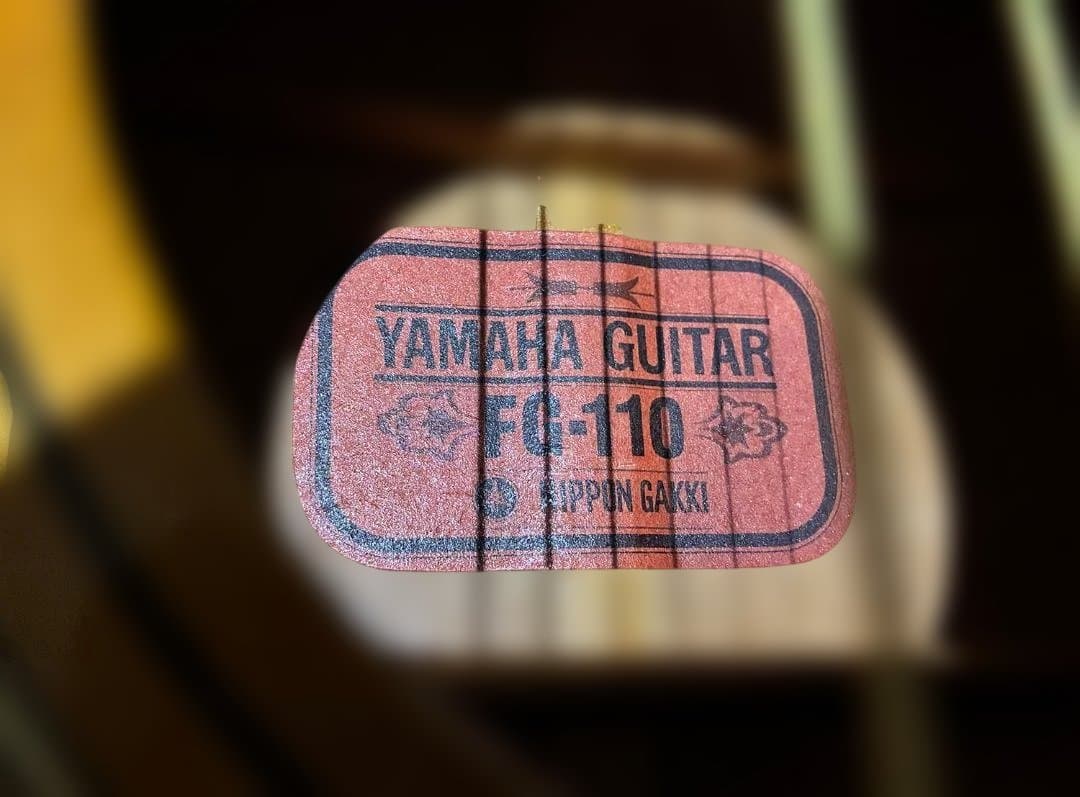 YAMAHA GUITAR
FG-110
NIPPON GAKKI